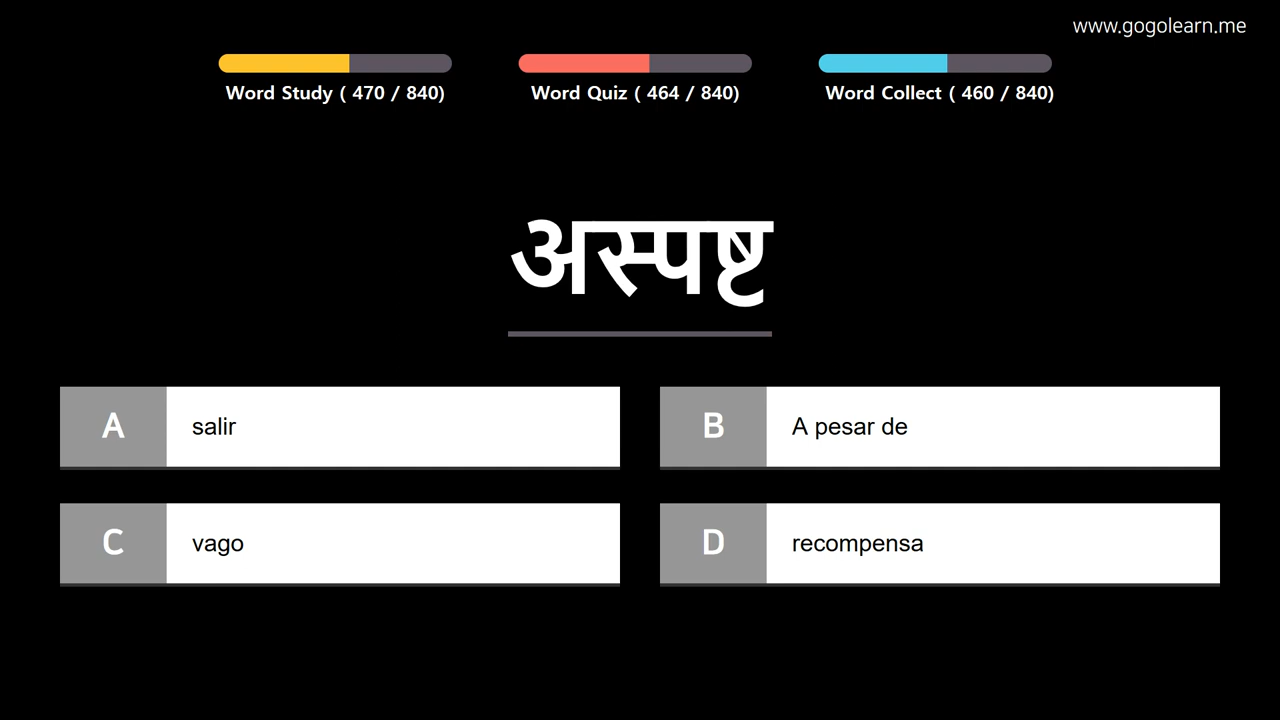 www.gogolearn.me
Word Study ( 470 / 840)
Word Quiz ( 464 / 840)
Word Collect ( 460 / 840)
अस्पष्ट
A salir
B A pesar de
C vago
D recompensa